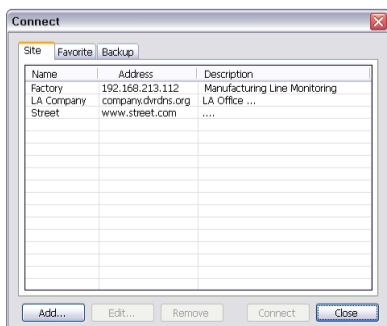 Connect
Site Favorite Backup
Name Address Description
Factory 192.168.213.112 Manufacturing Line Monitoring
LA Company company.dvrdns.org LA Office ...
Street www.street.com ....
Add... Edit... Remove Connect Close